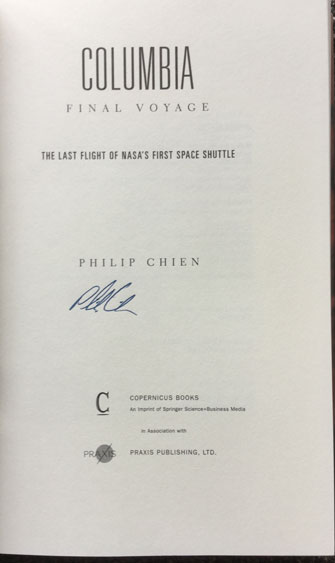 COLUMBIA
FINAL VOYAGE
THE LAST FLIGHT OF NASA'S FIRST SPACE SHUTTLE
PHILIP CHIEN
C
COPERNICUS BOOKS
An Imprint of Springer Science+Business Media
In Association with
PRAXIS
PRAXIS PUBLISHING, LTD.